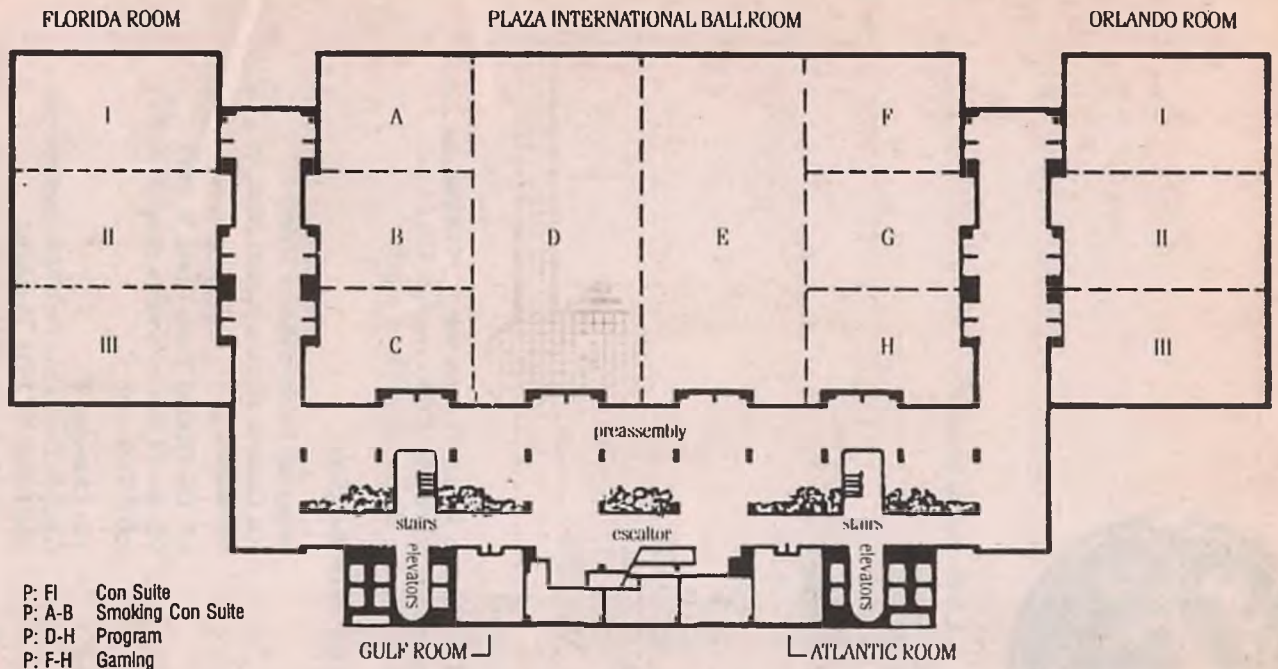 FLORIDA ROOM
PLAZA INTERNATIONAL BALLROOM
ORLANDO ROOM
I
A
F
I
II
B
D
E
G
II
III
C
H
III
preassembly
stairs
escaltor
stairs
elevators
elevators
P: FI Con Suite
P: A-B Smoking Con Suite
P: D-H Program
P: F-H Gaming
GULF ROOM
ATLANTIC ROOM